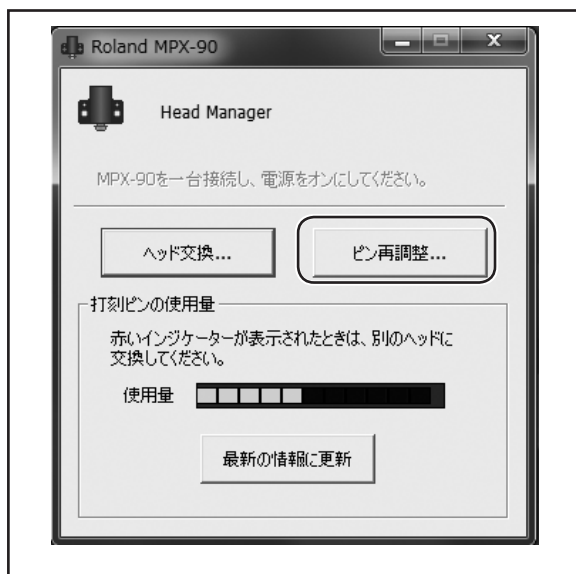 Roland MPX-90
Head Manager
MPX-90を一台接続し、電源をオンにしてください。
ヘッド交換...
ピン再調整...
打刻ピンの使用量
赤いインジケーターが表示されたときは、別のヘッドに
交換してください。
使用量
最新の情報に更新